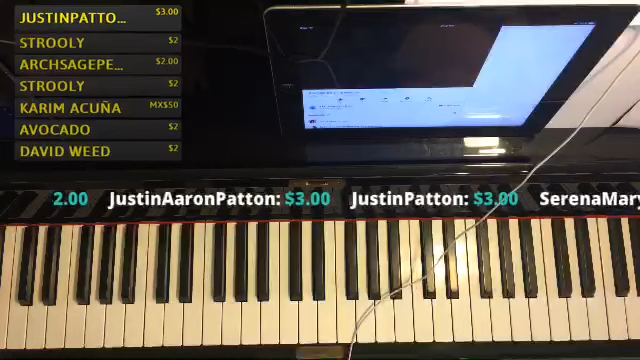 JUSTINPATTO... $3.00
STROOLY $2
ARCHSAGEPE... $2.00
STROOLY $2
KARIM ACUÑA MX$50
AVOCADO $2
DAVID WEED $2
2.00 JustinAaronPatton: $3.00 JustinPatton: $3.00 SerenaMary